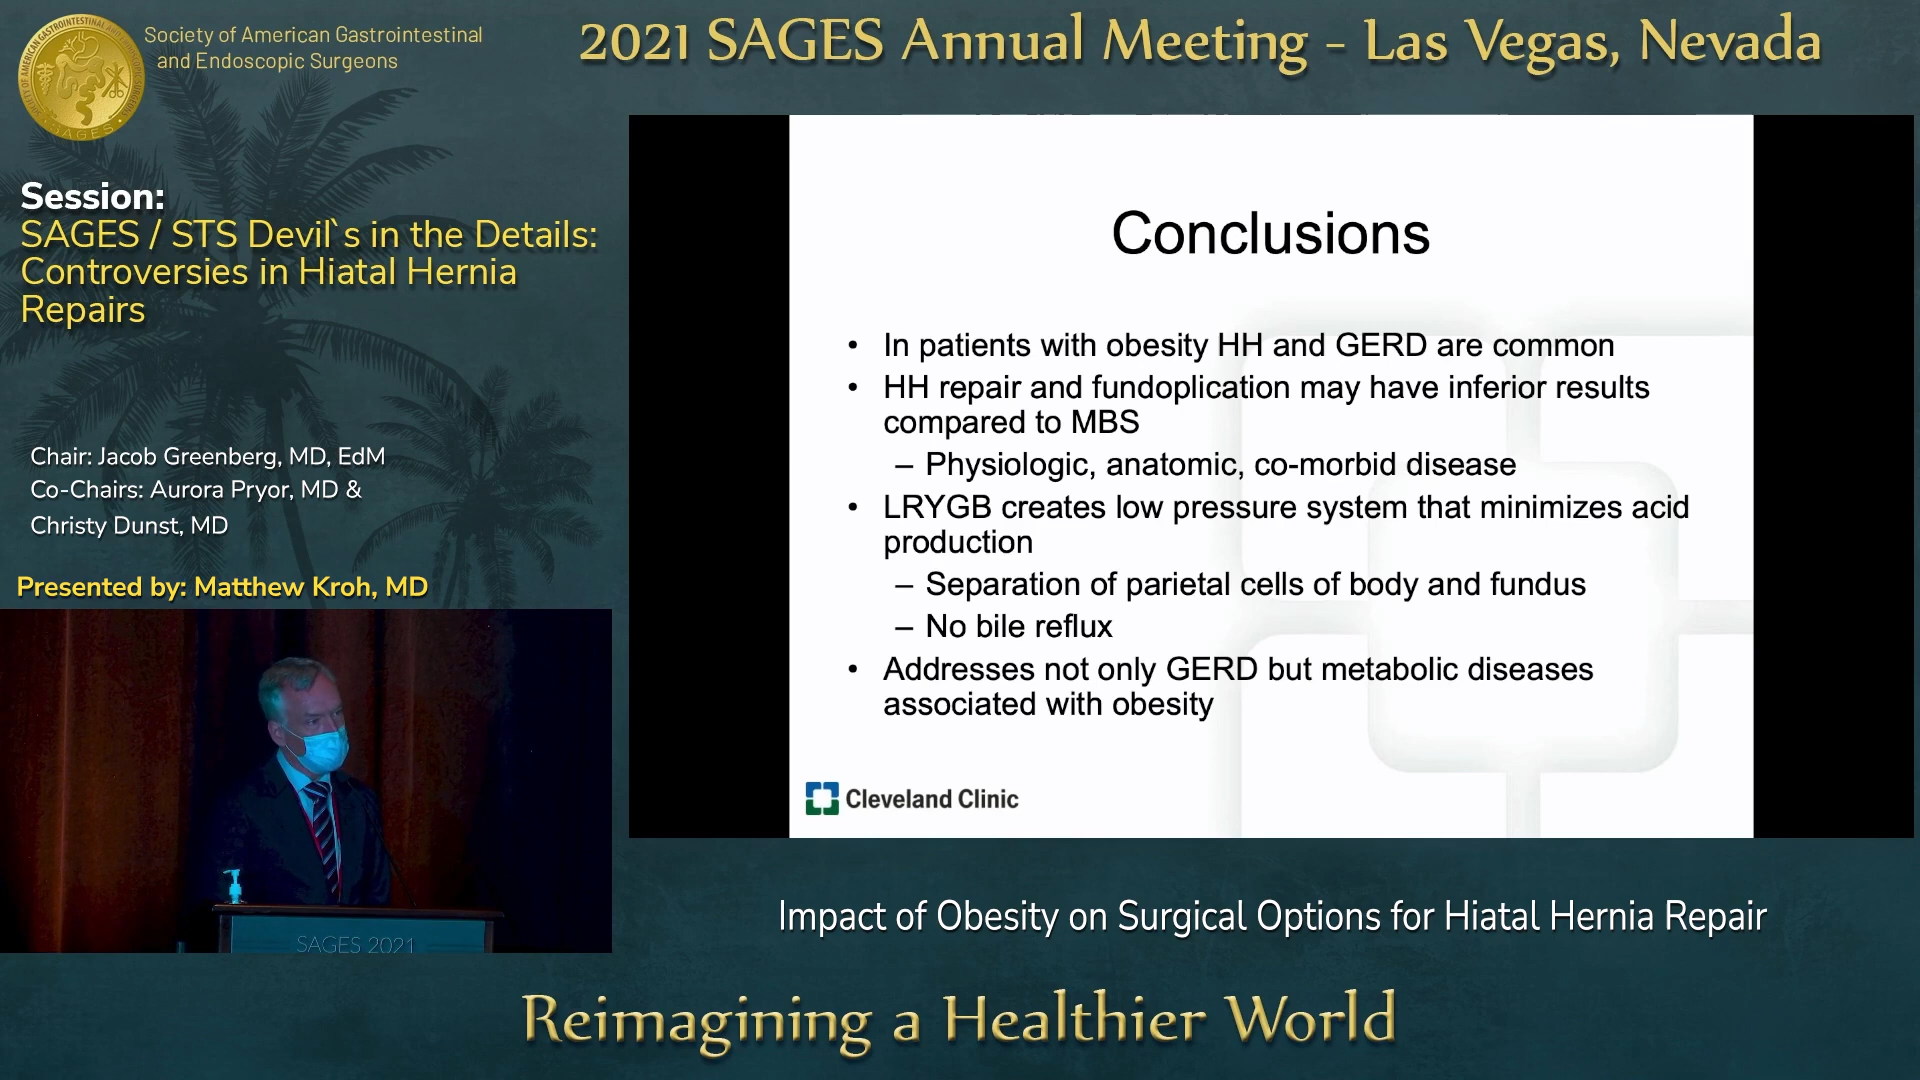 Society of American Gastrointestinal
and Endoscopic Surgeons
2021 SAGES Annual Meeting - Las Vegas, Nevada
SAGES
Session:
SAGES / STS Devil`s in the Details:
Controversies in Hiatal Hernia
Repairs
Chair: Jacob Greenberg, MD, EdM
Co-Chairs: Aurora Pryor, MD &
Christy Dunst, MD
Presented by: Matthew Kroh, MD
SAGES 2021
Conclusions
• In patients with obesity HH and GERD are common
• HH repair and fundoplication may have inferior results
compared to MBS
– Physiologic, anatomic, co-morbid disease
• LRYGB creates low pressure system that minimizes acid
production
– Separation of parietal cells of body and fundus
– No bile reflux
• Addresses not only GERD but metabolic diseases
associated with obesity
Cleveland Clinic
Impact of Obesity on Surgical Options for Hiatal Hernia Repair
Reimagining a Healthier World